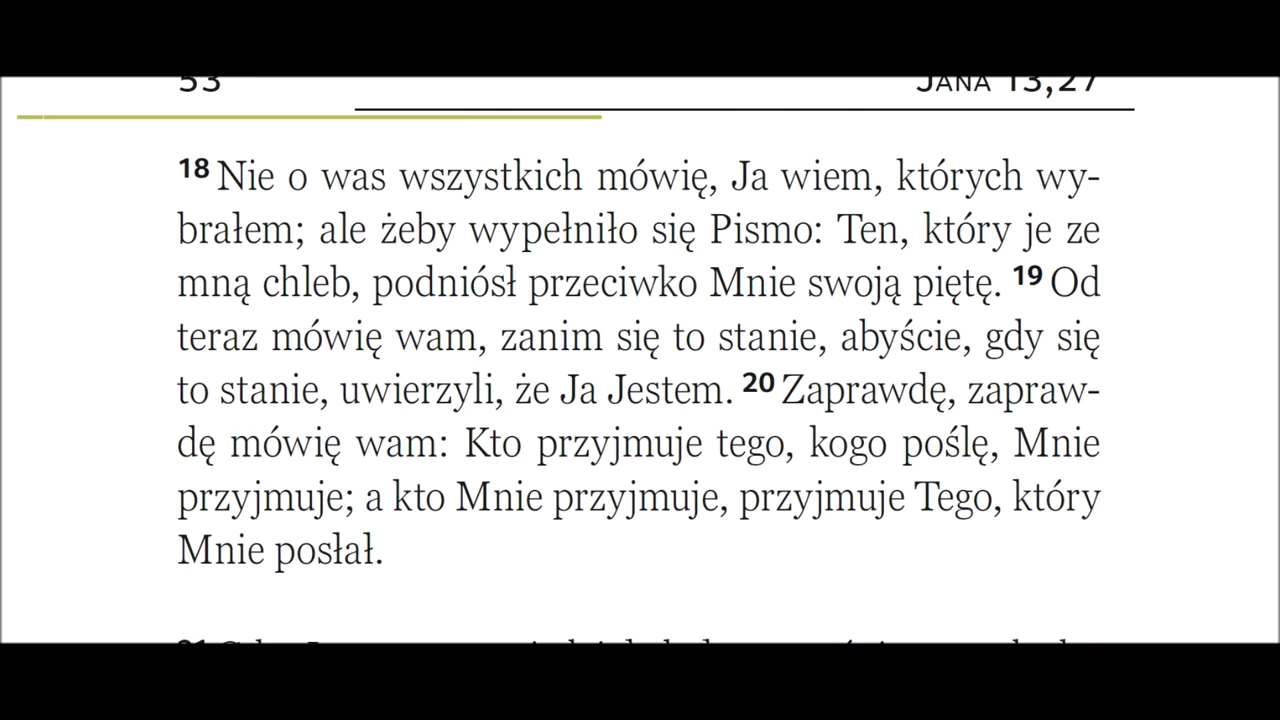 53 JANA 13,27
18 Nie o was wszystkich mówię, Ja wiem, których wy-
brałem; ale żeby wypełniło się Pismo: Ten, który je ze
mną chleb, podniósł przeciwko Mnie swoją piętę. 19 Od
teraz mówię wam, zanim się to stanie, abyście, gdy się
to stanie, uwierzyli, że Ja Jestem. 20 Zaprawdę, zapraw-
dę mówię wam: Kto przyjmuje tego, kogo poślę, Mnie
przyjmuje; a kto Mnie przyjmuje, przyjmuje Tego, który
Mnie posłał.